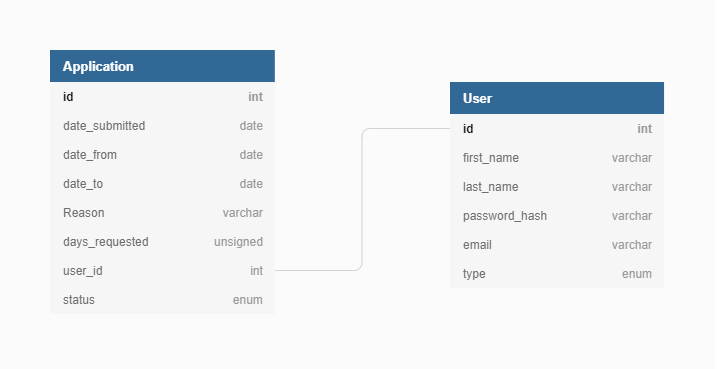 Application
id int
date_submitted date
date_from date
date_to date
Reason varchar
days_requested unsigned
user_id int
status enum
User
id int
first_name varchar
last_name varchar
password_hash varchar
email varchar
type enum